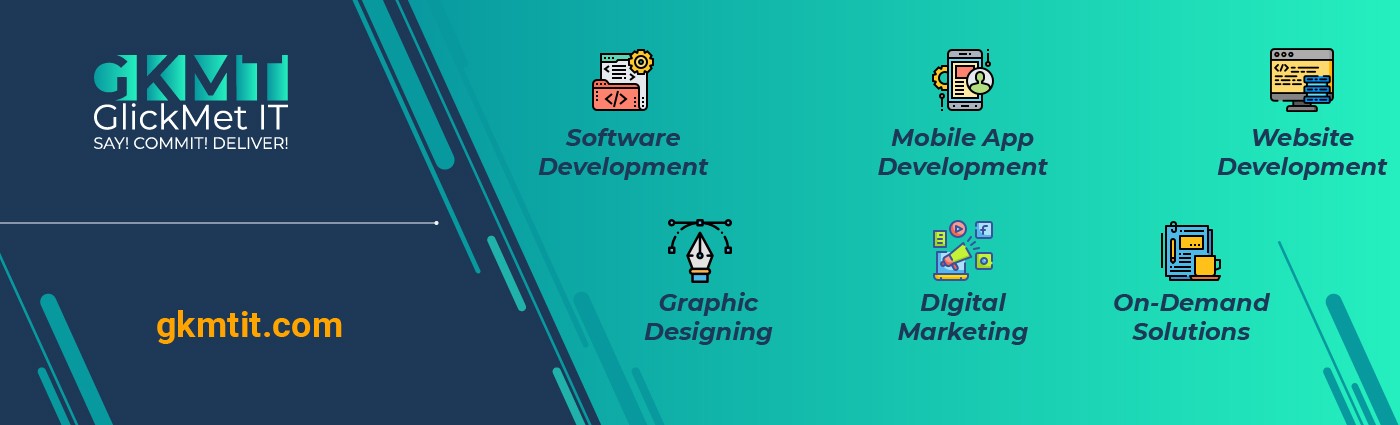 GKMIT
GlickMet IT
SAY! COMMIT! DELIVER!
gkmtit.com
Software
Development
Mobile App
Development
Website
Development
Graphic
Designing
DIgital
Marketing
On-Demand
Solutions